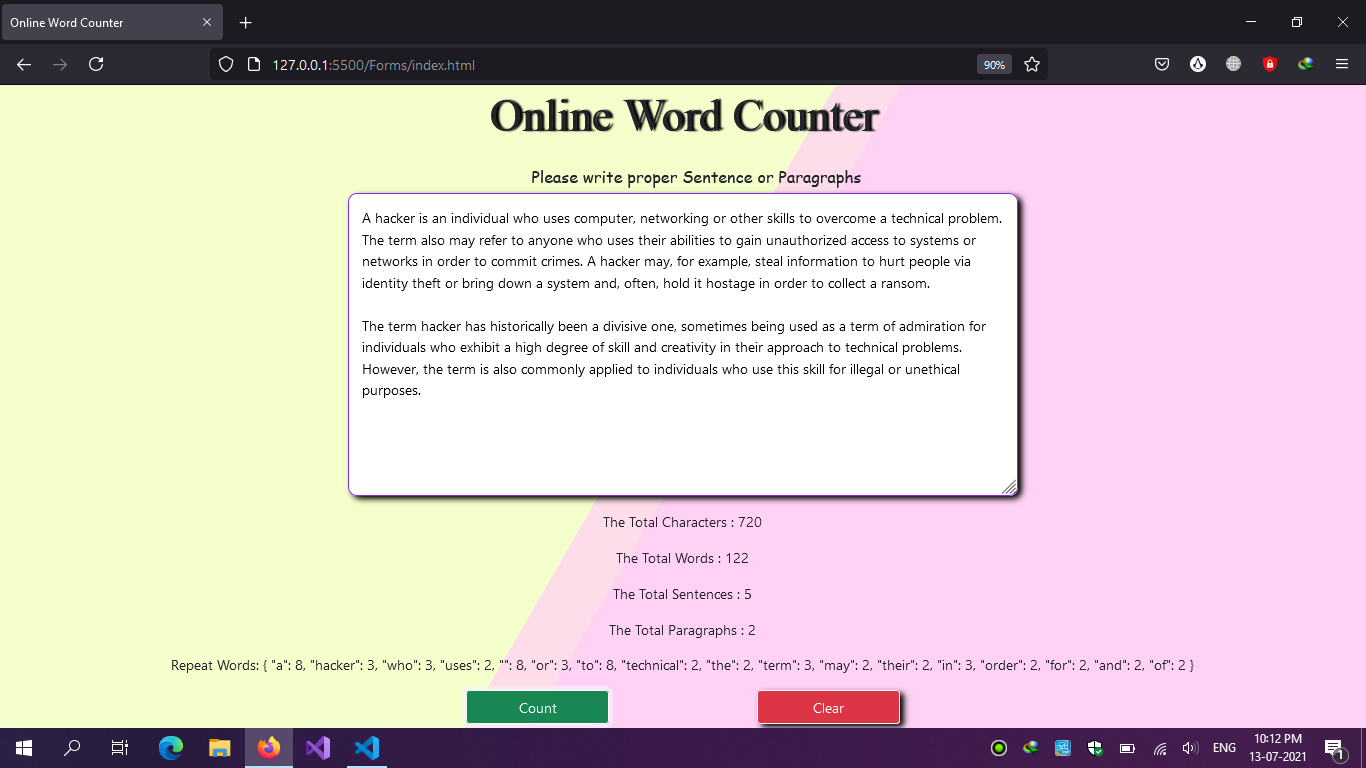 Online Word Counter
127.0.0.1:5500/Forms/index.html
90%
Online Word Counter
Please write proper Sentence or Paragraphs
A hacker is an individual who uses computer, networking or other skills to overcome a technical problem.
The term also may refer to anyone who uses their abilities to gain unauthorized access to systems or
networks in order to commit crimes. A hacker may, for example, steal information to hurt people via
identity theft or bring down a system and, often, hold it hostage in order to collect a ransom.
The term hacker has historically been a divisive one, sometimes being used as a term of admiration for
individuals who exhibit a high degree of skill and creativity in their approach to technical problems.
However, the term is also commonly applied to individuals who use this skill for illegal or unethical
purposes.
The Total Characters : 720
The Total Words : 122
The Total Sentences : 5
The Total Paragraphs : 2
Repeat Words: { "a": 8, "hacker": 3, "who": 3, "uses": 2, "": 8, "or": 3, "to": 8, "technical": 2, "the": 2, "term": 3, "may": 2, "their": 2, "in": 3, "order": 2, "for": 2, "and": 2, "of": 2 }
Count
Clear
ENG
10:12 PM
13-07-2021
1